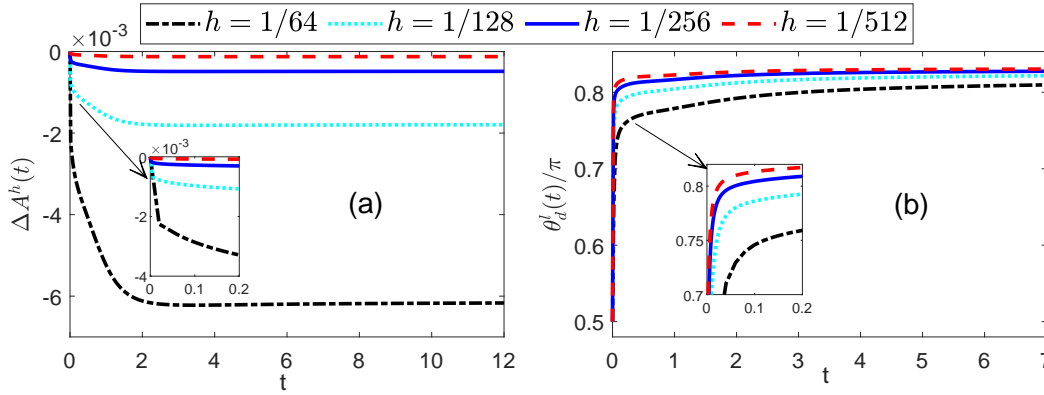 h = 1/64 h = 1/128 h = 1/256 h = 1/512
×10⁻³
0
-2
-4
-6
ΔAʰ(t)
0 2 4 6 8 10 12
t
(a)
×10⁻³
0
-2
-4
0 0.1 0.2
0.8
0.7
0.6
0.5
θₗᵈ(t)/π
0 1 2 3 4 5 6 7
t
(b)
0.8
0.75
0.7
0 0.1 0.2